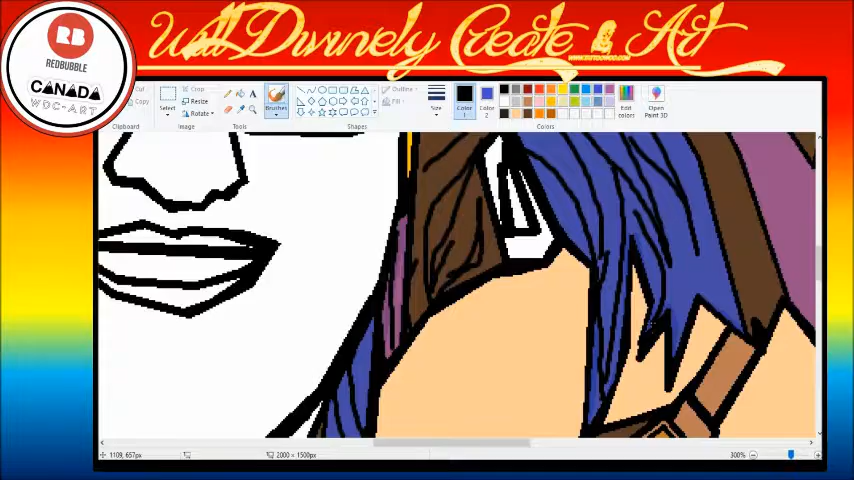 Well Divinely Create & Art
REDBUBBLE
CANADA
WDC-ART
Cut
Copy
Crop
Resize
Rotate
Select
Brushes
Outline
Fill
Size
Color 1
Color 2
Edit colors
Open Paint 3D
Clipboard
Image
Tools
Shapes
Colors
1109, 657px
2000 × 1500px
300%